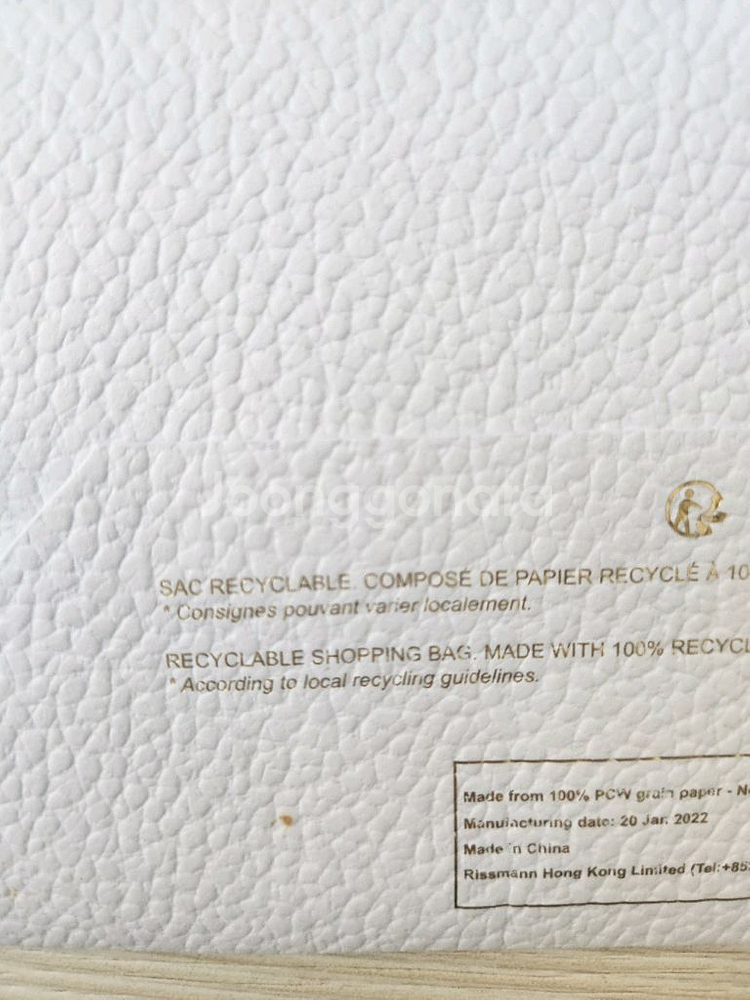 Joonggonara
SAC RECYCLABLE. COMPOSÉ DE PAPIER RECYCLÉ À 10
* Consignes pouvant varier localement.
RECYCLABLE SHOPPING BAG. MADE WITH 100% RECYCL
* According to local recycling guidelines.
Made from 100% PCW grain paper - N
Manufacturing date: 20 Jan 2022
Made in China
Rissmann Hong Kong Limited (Tel:+85